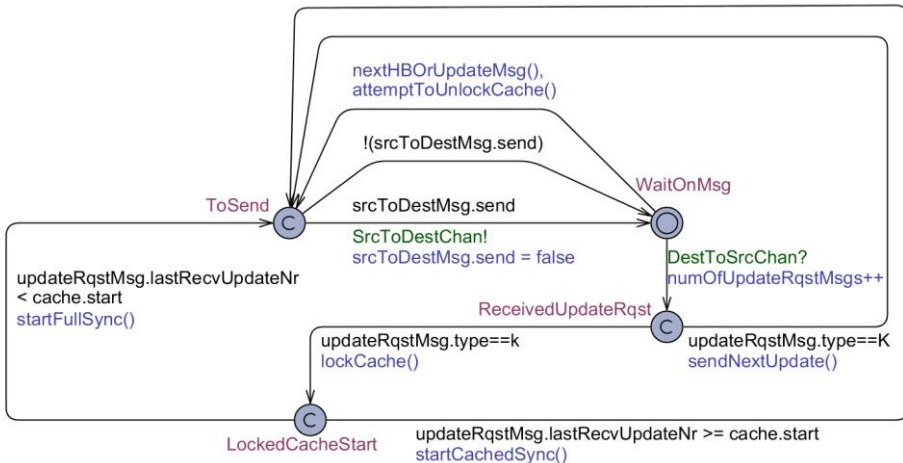 nextHBOrUpdateMsg(),
attemptToUnlockCache()
!(srcToDestMsg.send)
WaitOnMsg
ToSend
C
srcToDestMsg.send
SrcToDestChan!
srcToDestMsg.send = false
DestToSrcChan?
numOfUpdateRqstMsgs++
updateRqstMsg.lastRecvUpdateNr
< cache.start
startFullSync()
ReceivedUpdateRqst
C
updateRqstMsg.type==k
lockCache()
updateRqstMsg.type==K
sendNextUpdate()
C
LockedCacheStart
updateRqstMsg.lastRecvUpdateNr >= cache.start
startCachedSync()